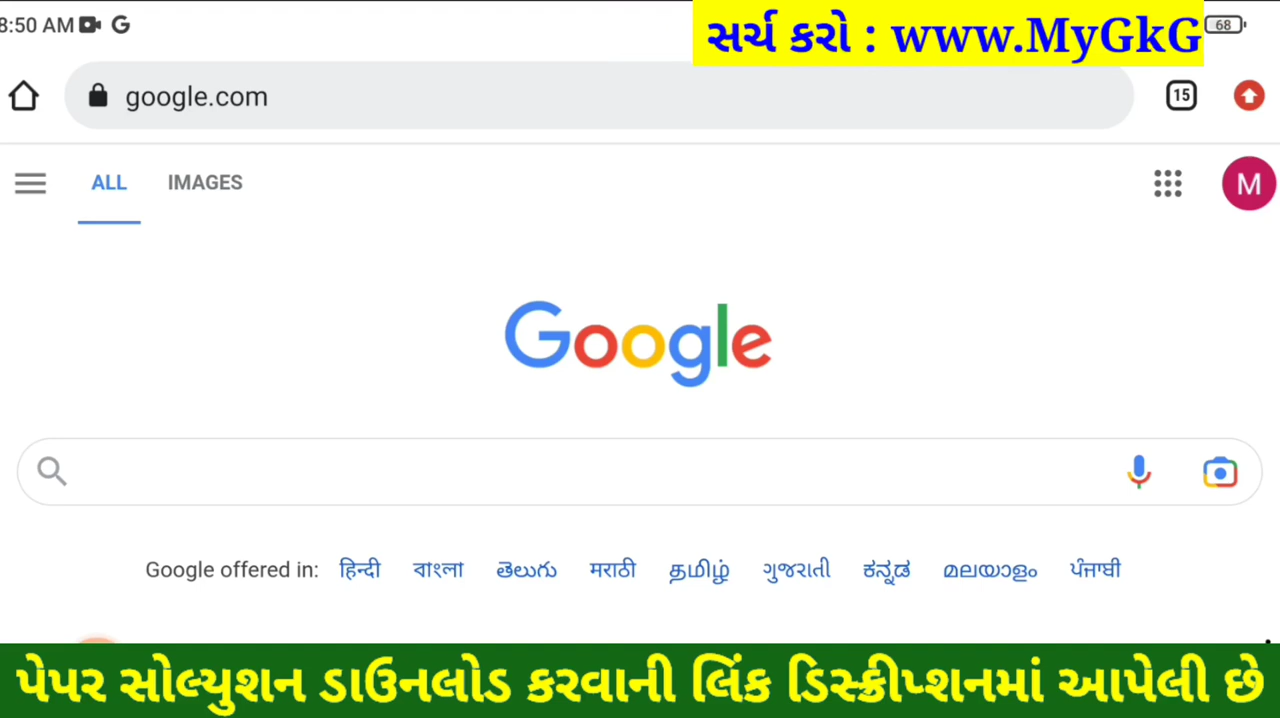 8:50 AM G
સર્ચ કરો : www.MyGkG
68
google.com
15
ALL IMAGES
M
Google
Google offered in: हिन्दी বাংলা తెలుగు मराठी தமிழ் ગુજરાતી ಕನ್ನಡ മലയാളം ਪੰਜਾਬੀ
પેપર સોલ્યુશન ડાઉનલોડ કરવાની લિંક ડિસ્ક્રીપ્શનમાં આપેલી છે